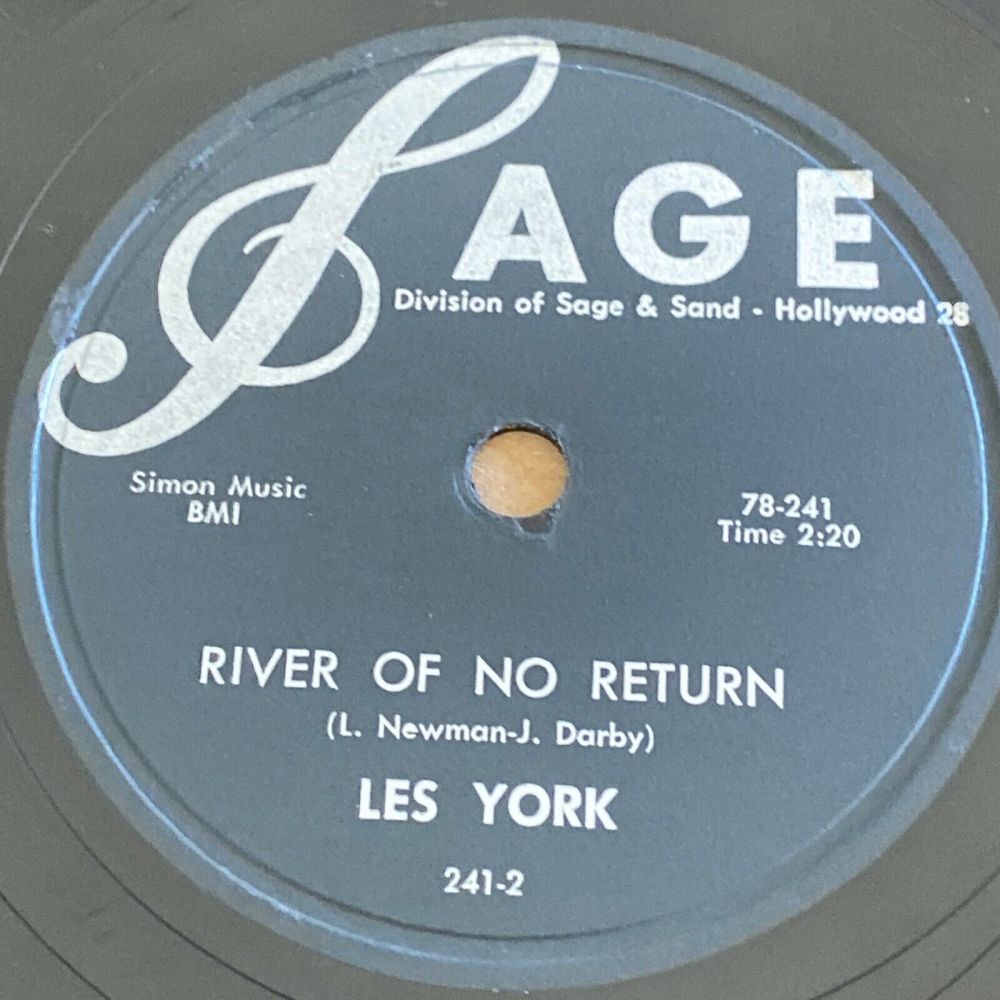 SAGE
Division of Sage & Sand - Hollywood 28
Simon Music
BMI
78-241
Time 2:20
RIVER OF NO RETURN
(L. Newman-J. Darby)
LES YORK
241-2